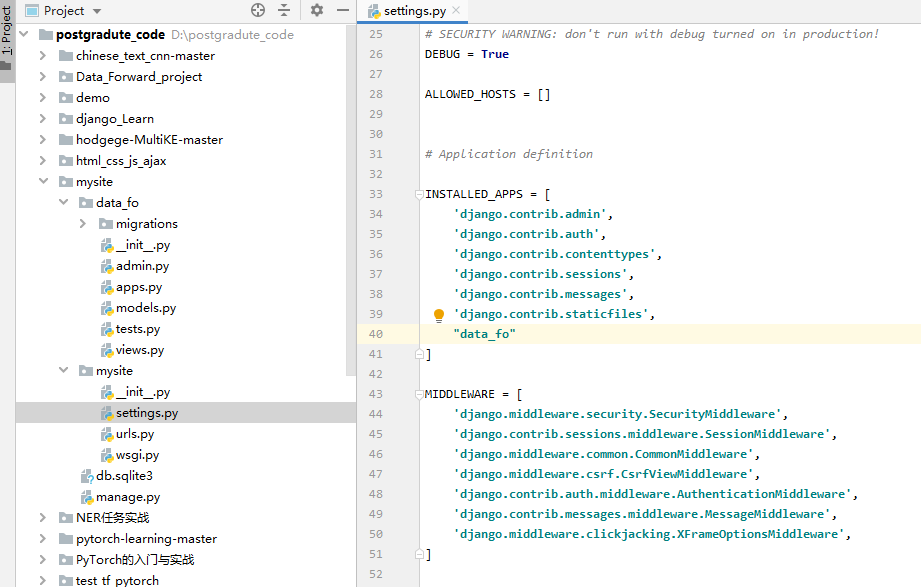 1: Project
Project
postgradute_code D:\postgradute_code
chinese_text_cnn-master
Data_Forward_project
demo
django_Learn
hodgege-MultiKE-master
html_css_js_ajax
mysite
data_fo
migrations
__init__.py
admin.py
apps.py
models.py
tests.py
views.py
mysite
__init__.py
settings.py
urls.py
wsgi.py
db.sqlite3
manage.py
NER任务实战
pytorch-learning-master
PyTorch的入门与实战
test_tf_pytorch
settings.py
25 # SECURITY WARNING: don't run with debug turned on in production!
26 DEBUG = True
27
28 ALLOWED_HOSTS = []
29
30
31 # Application definition
32
33 INSTALLED_APPS = [
34 'django.contrib.admin',
35 'django.contrib.auth',
36 'django.contrib.contenttypes',
37 'django.contrib.sessions',
38 'django.contrib.messages',
39 'django.contrib.staticfiles',
40 "data_fo"
41 ]
42
43 MIDDLEWARE = [
44 'django.middleware.security.SecurityMiddleware',
45 'django.contrib.sessions.middleware.SessionMiddleware',
46 'django.middleware.common.CommonMiddleware',
47 'django.middleware.csrf.CsrfViewMiddleware',
48 'django.contrib.auth.middleware.AuthenticationMiddleware',
49 'django.contrib.messages.middleware.MessageMiddleware',
50 'django.middleware.clickjacking.XFrameOptionsMiddleware',
51 ]
52